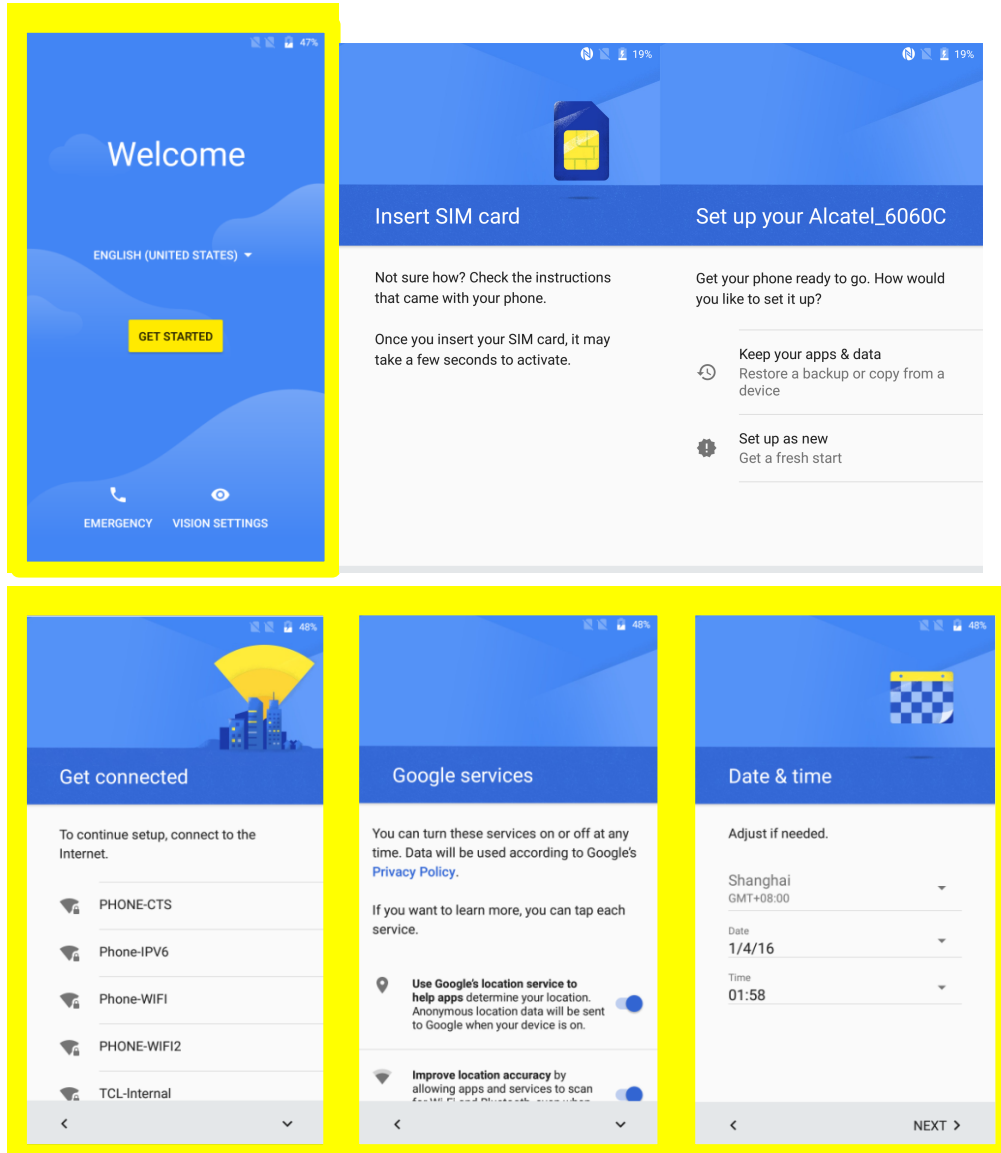 47%
Welcome
ENGLISH (UNITED STATES)
GET STARTED
EMERGENCY
VISION SETTINGS
19%
Insert SIM card
Not sure how? Check the instructions
that came with your phone.
Once you insert your SIM card, it may
take a few seconds to activate.
19%
Set up your Alcatel_6060C
Get your phone ready to go. How would
you like to set it up?
Keep your apps & data
Restore a backup or copy from a
device
Set up as new
Get a fresh start
48%
Get connected
To continue setup, connect to the
Internet.
PHONE-CTS
Phone-IPV6
Phone-WIFI
PHONE-WIFI2
TCL-Internal
48%
Google services
You can turn these services on or off at any
time. Data will be used according to Google's
Privacy Policy.
If you want to learn more, you can tap each
service.
Use Google's location service to
help apps determine your location.
Anonymous location data will be sent
to Google when your device is on.
Improve location accuracy by
allowing apps and services to scan
for Wi-Fi and Bluetooth, even when
48%
Date & time
Adjust if needed.
Shanghai
GMT+08:00
Date
1/4/16
Time
01:58
NEXT